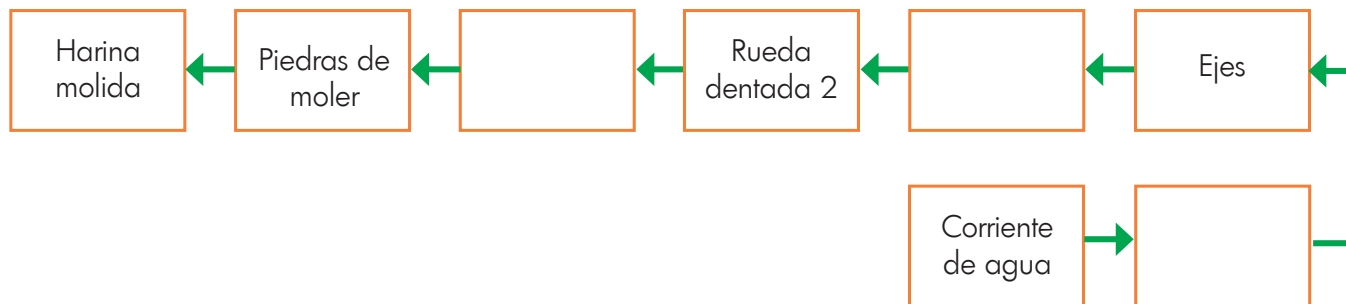 Harina
molida
Piedras de
moler
Rueda
dentada 2
Ejes
Corriente
de agua